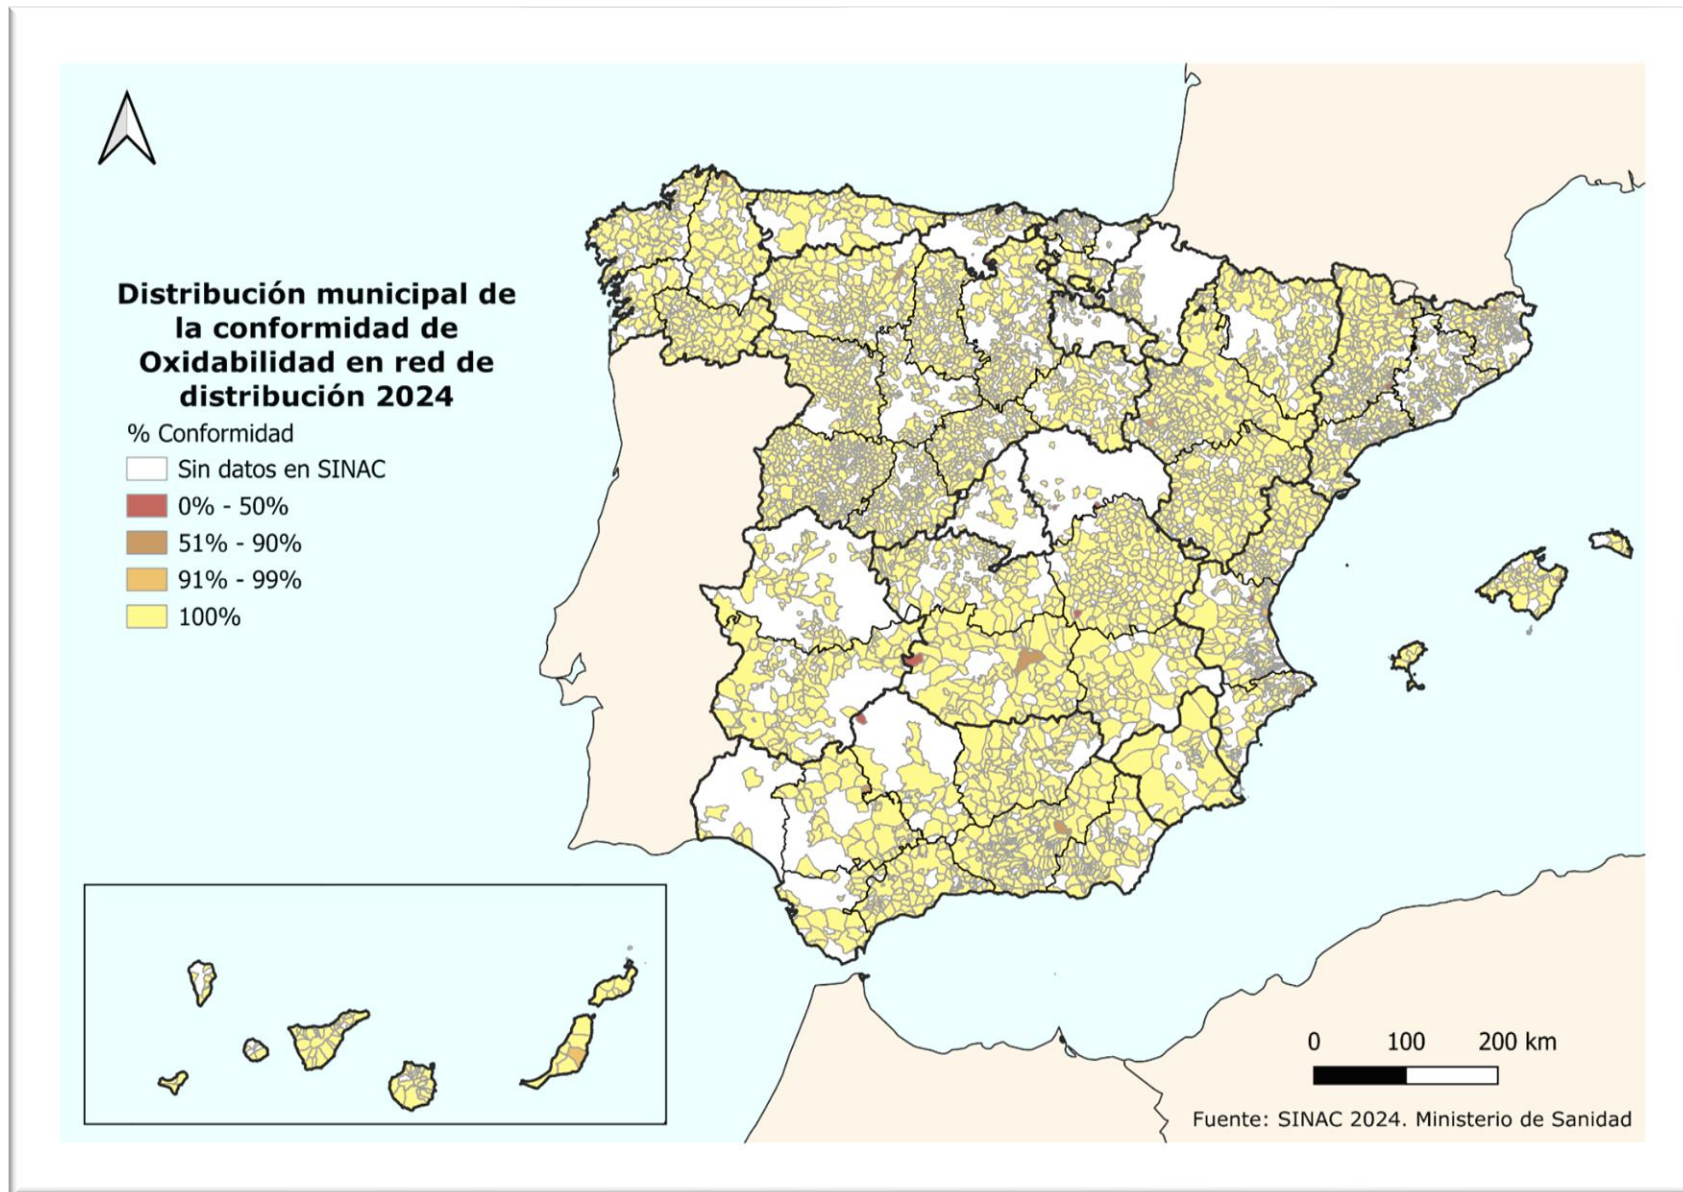 Distribución municipal de
la conformidad de
Oxidabilidad en red de
distribución 2024
% Conformidad
Sin datos en SINAC
0% - 50%
51% - 90%
91% - 99%
100%
0 100 200 km
Fuente: SINAC 2024. Ministerio de Sanidad